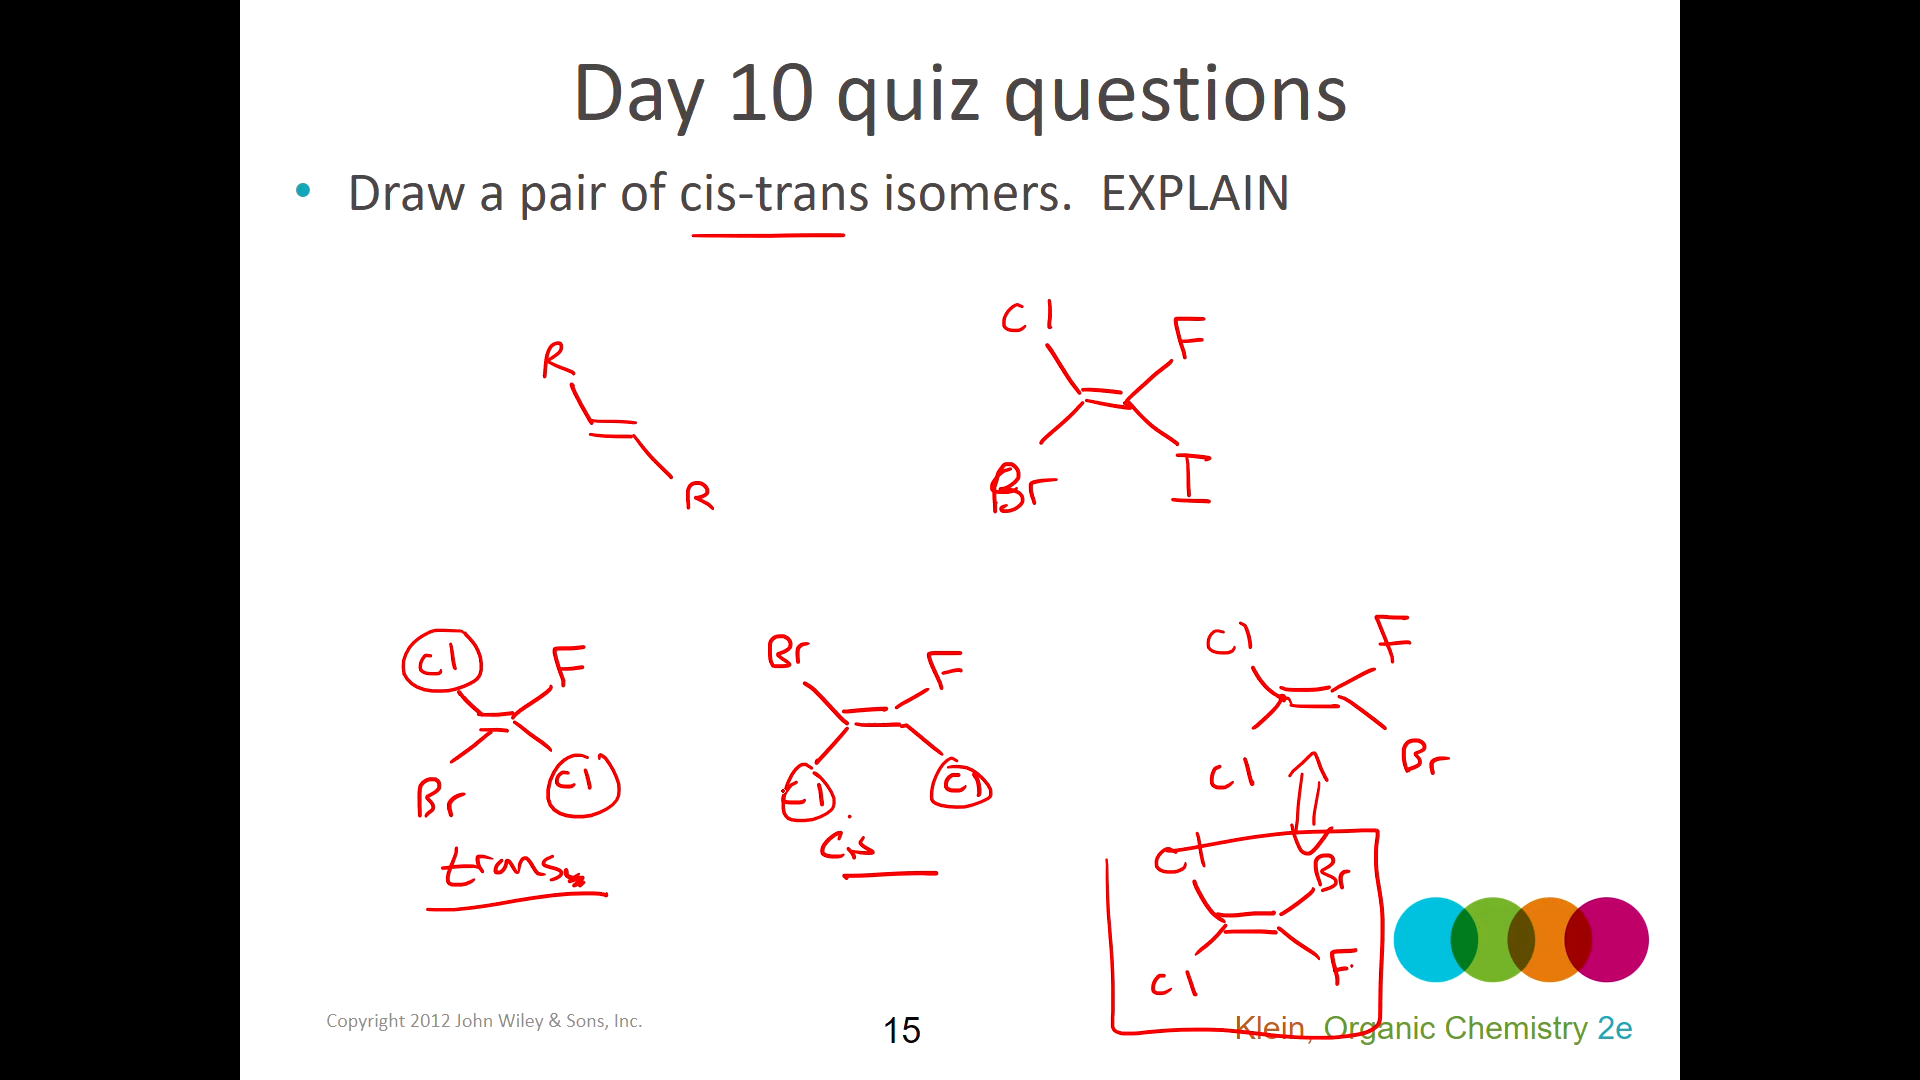 Day 10 quiz questions
• Draw a pair of cis-trans isomers. EXPLAIN
Cl F
R
R
Br I
Cl F
Br Cl
trans
Br F
Cl Cl
cis
Cl F
Cl Br
Cl Br
Cl F
Copyright 2012 John Wiley & Sons, Inc.
15
Klein, Organic Chemistry 2e